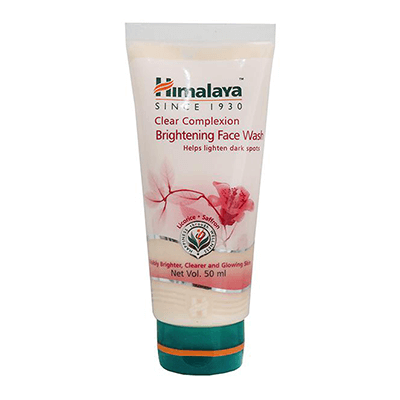 Himalaya™
SINCE 1930
Clear Complexion
Brightening Face Wash
Helps lighten dark spots
Licorice • Saffron
Brighter, Clearer and Glowing Skin
Net Vol. 50 ml